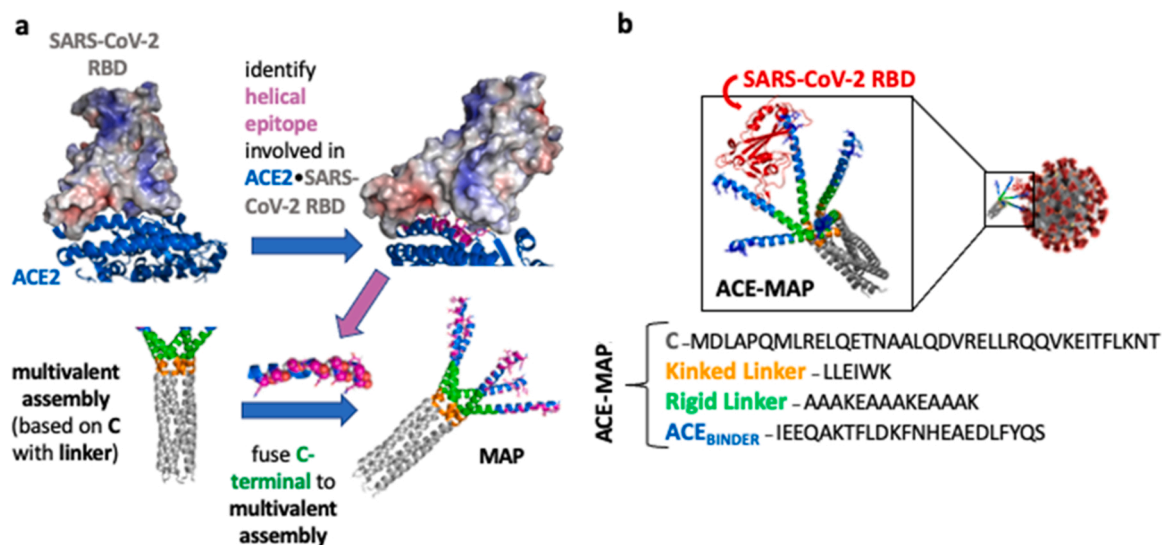 a
SARS-CoV-2
RBD
identify
helical
epitope
involved in
ACE2•SARS-
CoV-2 RBD
ACE2
multivalent
assembly
(based on C
with linker)
fuse C-
terminal to
multivalent
assembly
MAP
b
SARS-CoV-2 RBD
ACE-MAP
ACE-MAP
C-MDLAPQMLRELQETNAALQDVRELLRQQVKEITFLKNT
Kinked Linker -LLEIWK
Rigid Linker -AAAKEAAAKEAAAK
ACEBINDER -IEEQAKTFLDKFNHEAEDLFYQS